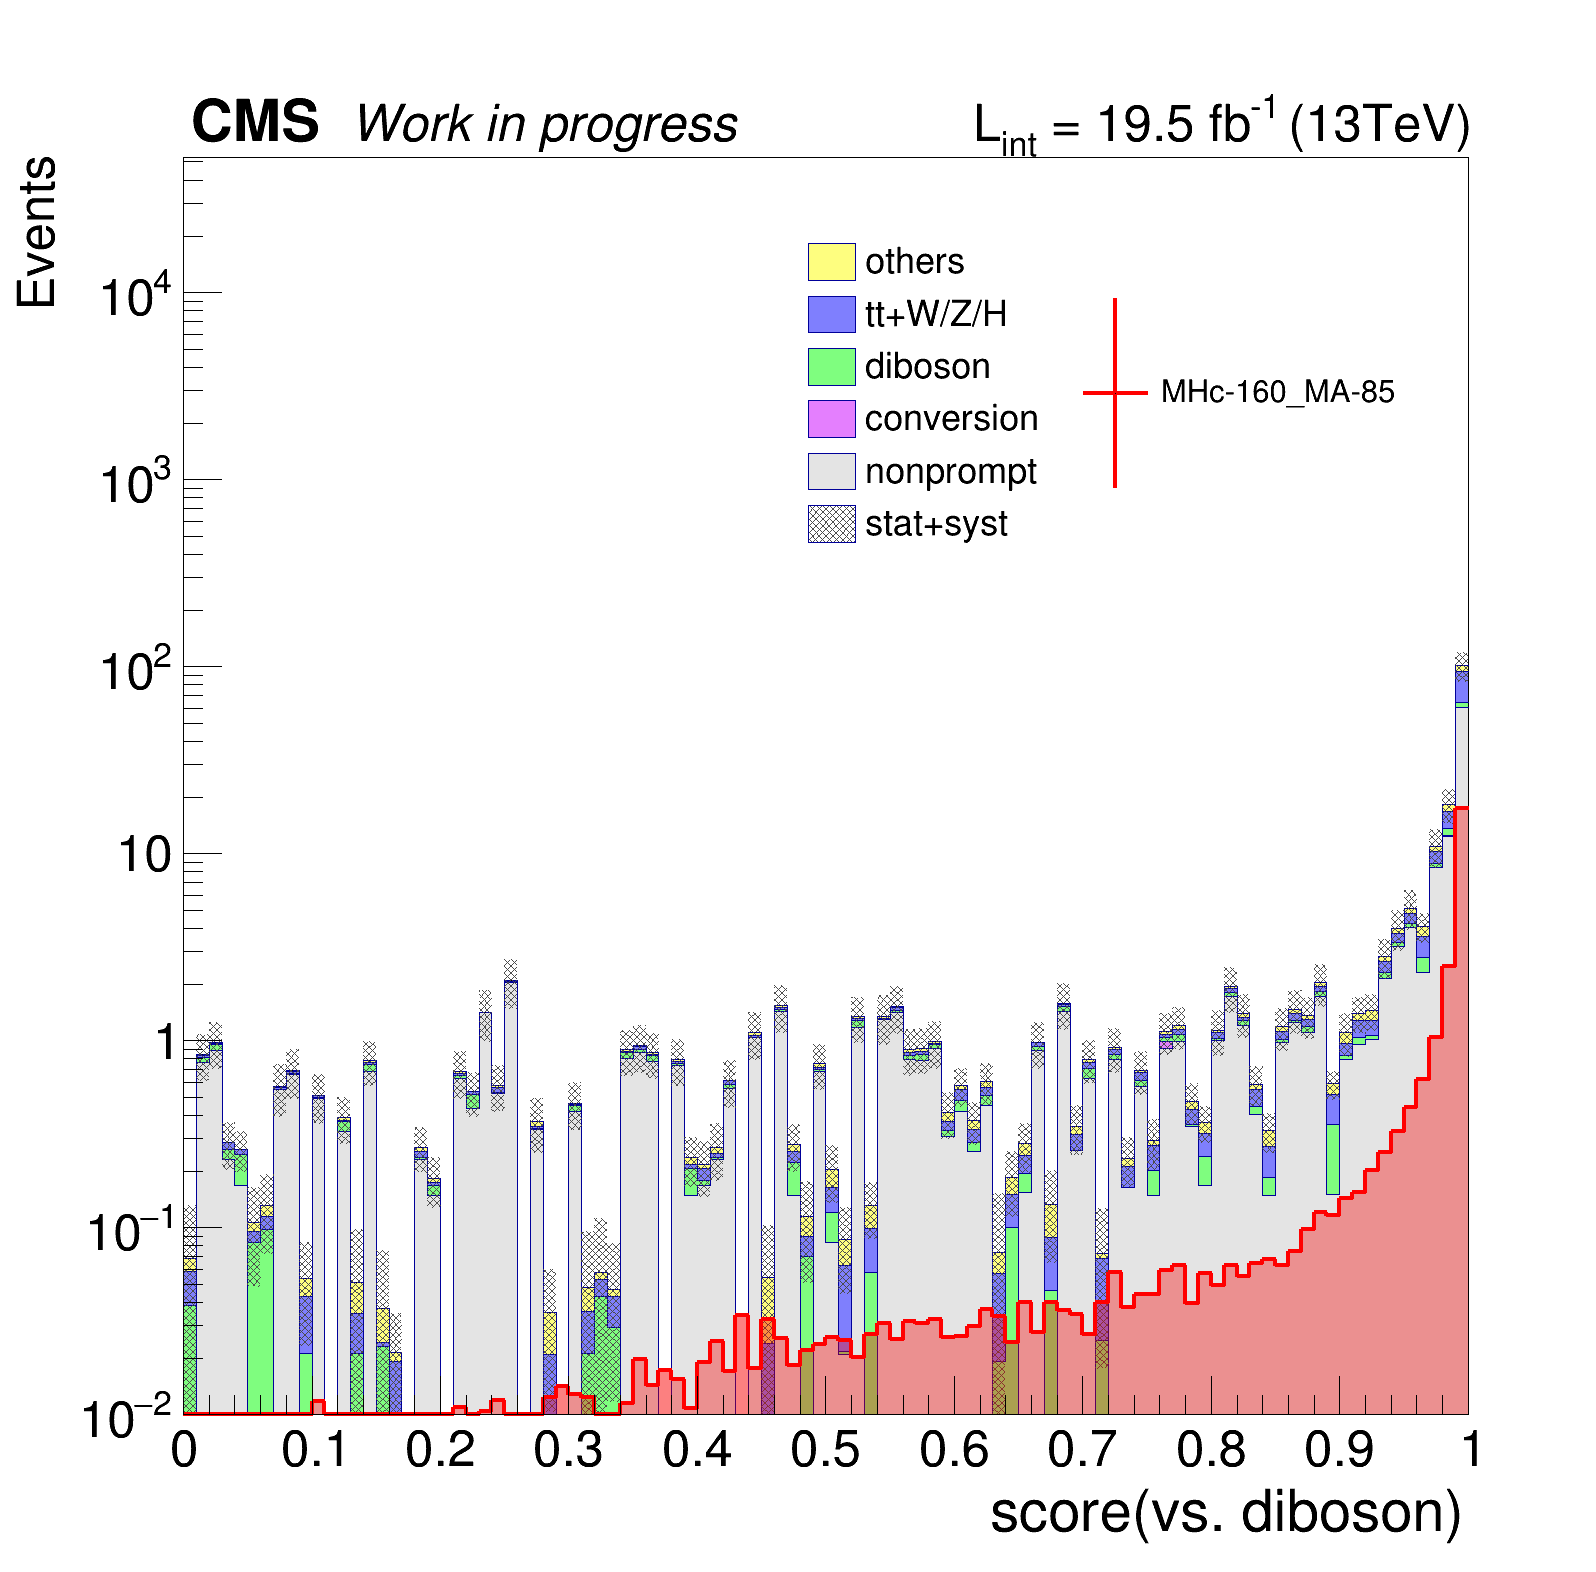 CMS Work in progress L_int = 19.5 fb^-1 (13TeV)
Events
others
tt+W/Z/H
diboson
conversion
nonprompt
stat+syst
MHc-160_MA-85
10^4
10^3
10^2
10
1
10^−1
10^−2
0 0.1 0.2 0.3 0.4 0.5 0.6 0.7 0.8 0.9 1
score(vs. diboson)